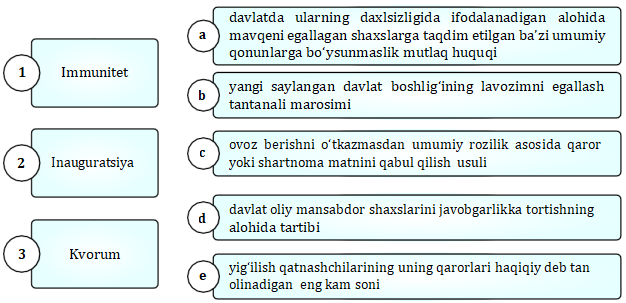 1
Immunitet
2
Inauguratsiya
3
Kvorum
a
davlatda ularning daxlsizligida ifodalanadigan alohida
mavqeni egallagan shaxslarga taqdim etilgan ba’zi umumiy
qonunlarga bo‘ysunmaslik mutlaq huquqi
b
yangi saylangan davlat boshlig‘ining lavozimni egallash
tantanali marosimi
c
ovoz berishni o‘tkazmasdan umumiy rozilik asosida qaror
yoki shartnoma matnini qabul qilish usuli
d
davlat oliy mansabdor shaxslarini javobgarlikka tortishning
alohida tartibi
e
yig‘ilish qatnashchilarining uning qarorlari haqiqiy deb tan
olinadigan eng kam soni